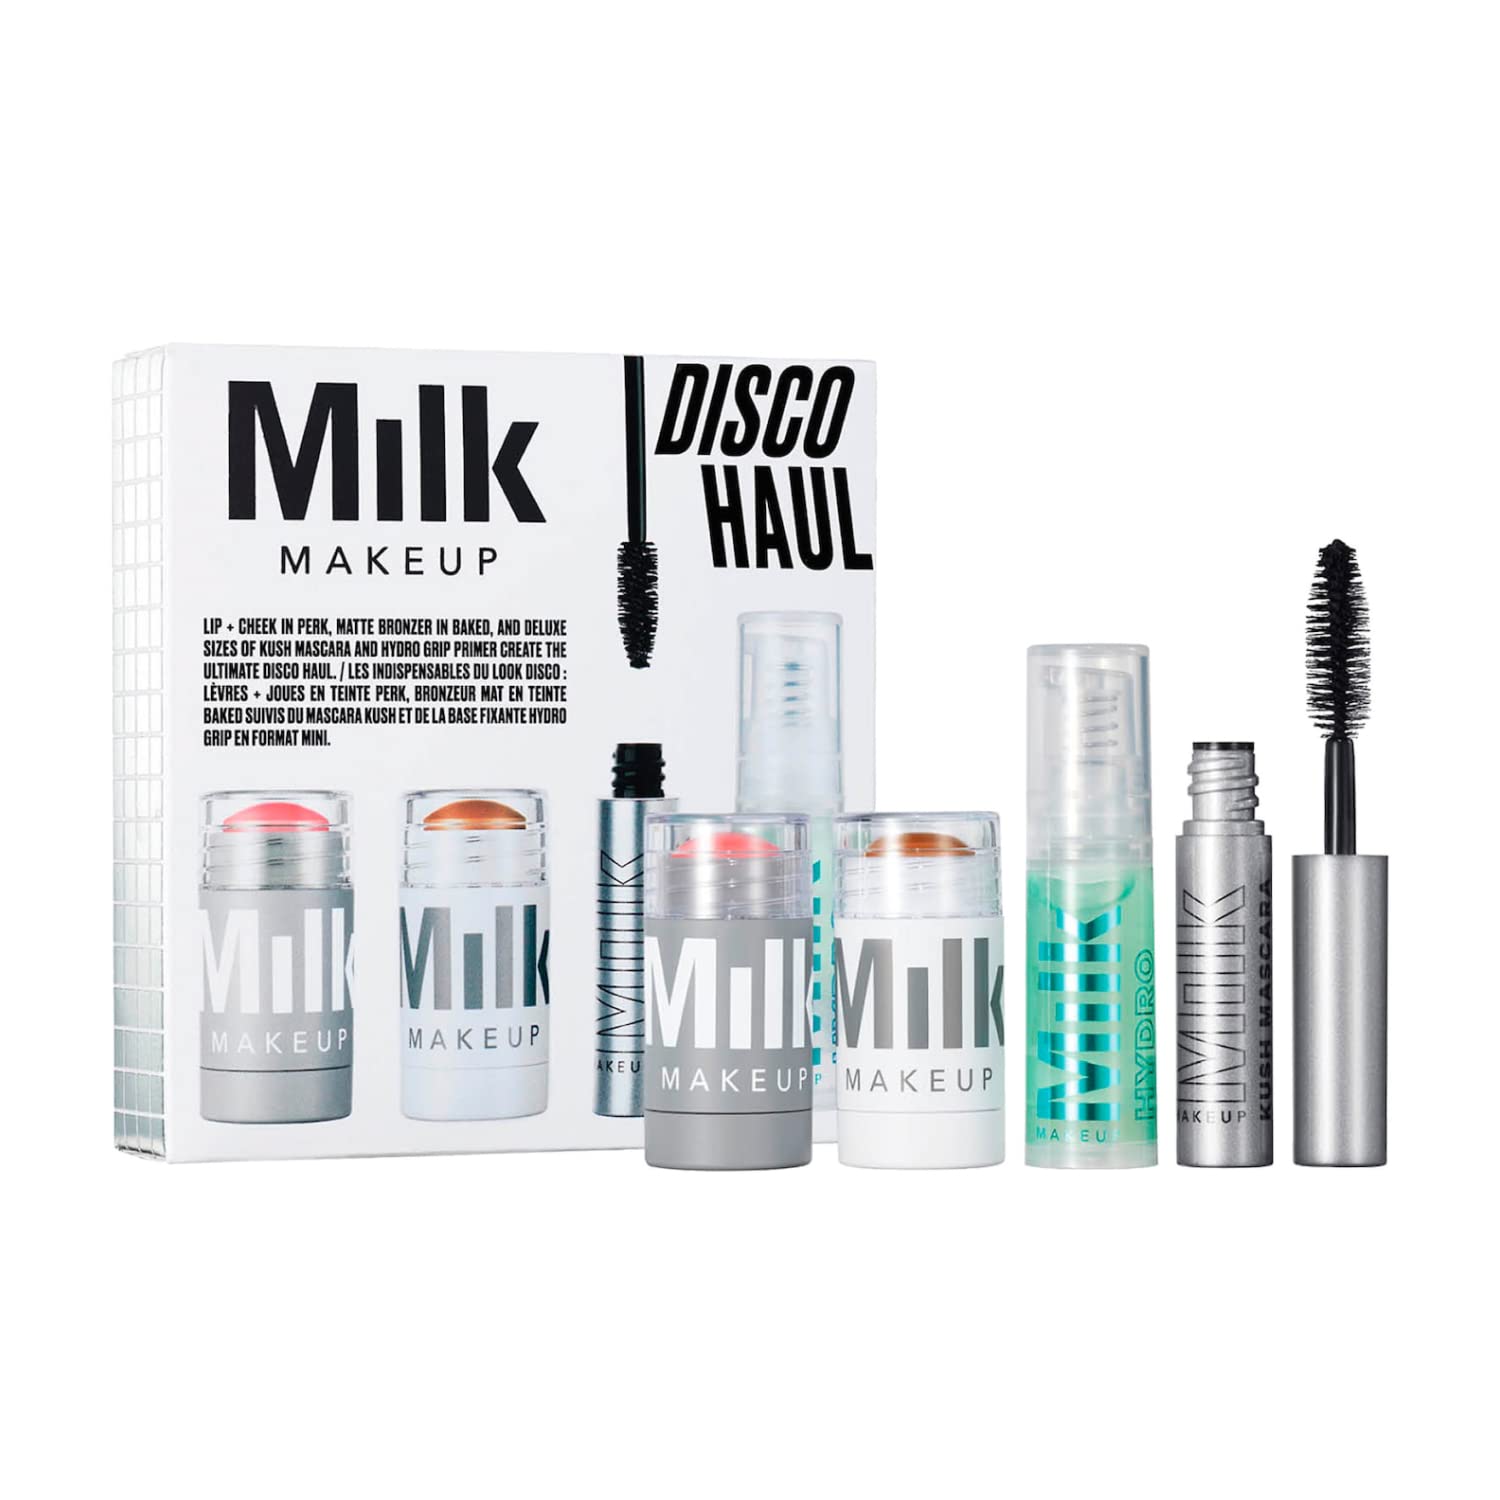 Milk
MAKEUP
DISCO
HAUL
LIP + CHEEK IN PERK, MATTE BRONZER IN BAKED, AND DELUXE
SIZES OF KUSH MASCARA AND HYDRO GRIP PRIMER CREATE THE
ULTIMATE DISCO HAUL. / LES INDISPENSABLES DU LOOK DISCO :
LÈVRES + JOUES EN TEINTE PERK, BRONZEUR MAT EN TEINTE
BAKED SUIVIS DU MASCARA KUSH ET DE LA BASE FIXANTE HYDRO
GRIP EN FORMAT MINI.
Milk
MAKEUP
Milk
MAKEUP
Milk
AKEU
Milk
MAKEUP
Milk
MAKEUP
Milk
MAKEUP
HYDRO
Milk
MAKEUP
KUSH MASCARA